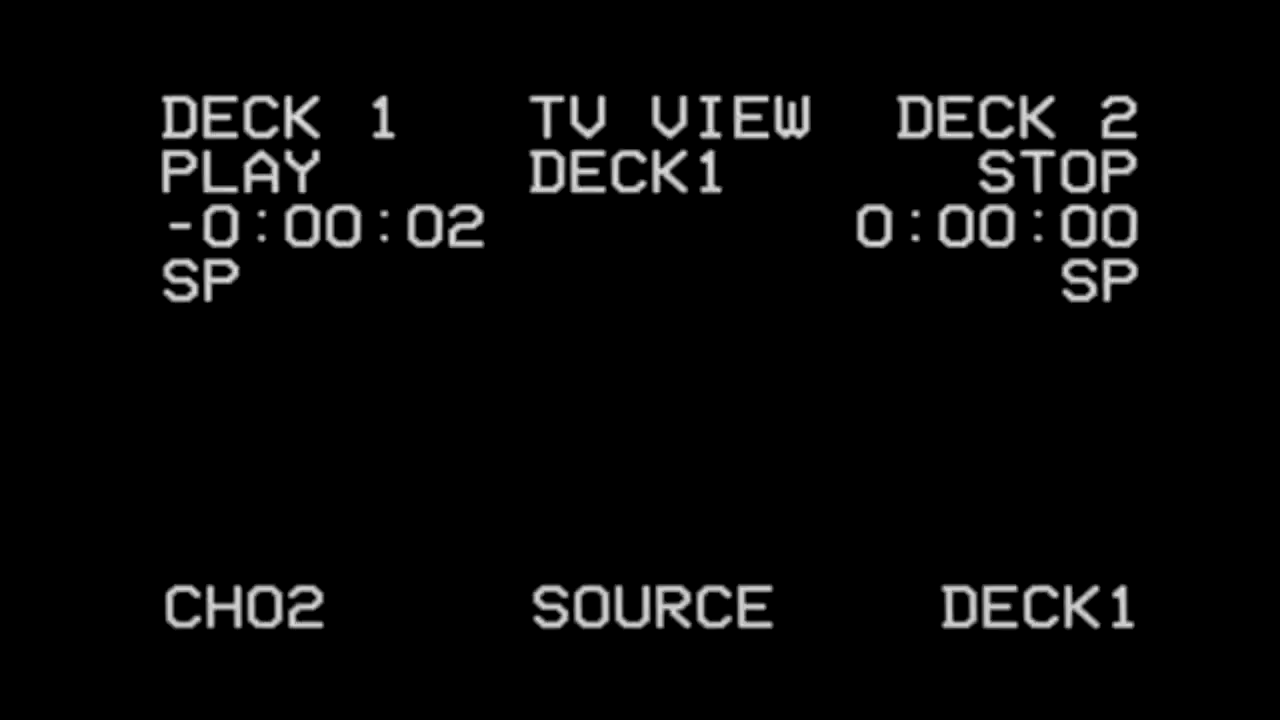 DECK 1 TV VIEW DECK 2
PLAY DECK1 STOP
-0:00:02 0:00:00
SP SP
CH02 SOURCE DECK1